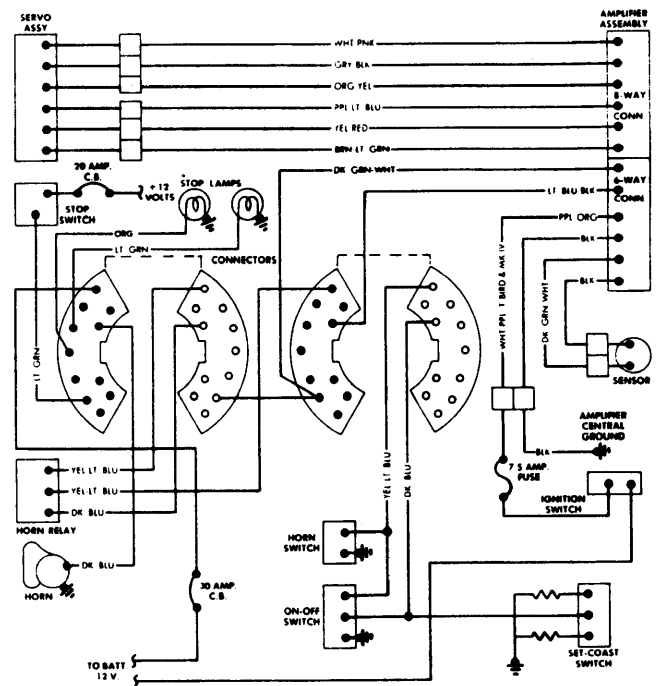 SERVO
ASSY
AMPLIFIER
ASSEMBLY
WHT PNK
GRY BLK
ORG YEL
8-WAY
PPL LT BLU
CONN
YEL RED
BRN LT GRN
DK GRN-WHT
20 AMP.
C.B.
6-WAY
+12
VOLTS
STOP LAMPS
LT BLU BLK
CONN
STOP
SWITCH
PPL ORG
ORG
BLK
LT GRN
CONNECTORS
BLK
WHT PPL T BIRD & MK IV
DK GRN WHT
LT GRN
SENSOR
AMPLIFIER
CENTRAL
GROUND
BLK
YEL LT BLU
YEL LT BLU
DK BLU
7.5 AMP.
FUSE
YEL-LT BLU
IGNITION
SWITCH
DK BLU
HORN RELAY
HORN
SWITCH
DK BLU
HORN
30 AMP.
C.B.
ON-OFF
SWITCH
SET-COAST
SWITCH
TO BATT
12 V.